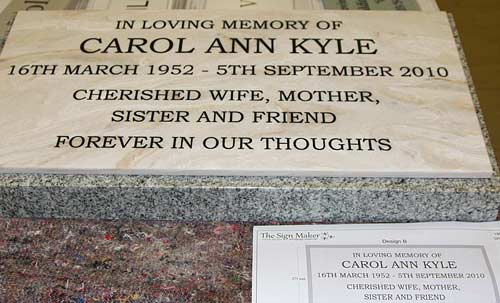 IN LOVING MEMORY OF
CAROL ANN KYLE
16TH MARCH 1952 - 5TH SEPTEMBER 2010
CHERISHED WIFE, MOTHER,
SISTER AND FRIEND
FOREVER IN OUR THOUGHTS
The Sign Maker
Design B
IN LOVING MEMORY OF
CAROL ANN KYLE
16TH MARCH 1952 - 5TH SEPTEMBER 2010
CHERISHED WIFE, MOTHER,
SISTER AND FRIEND